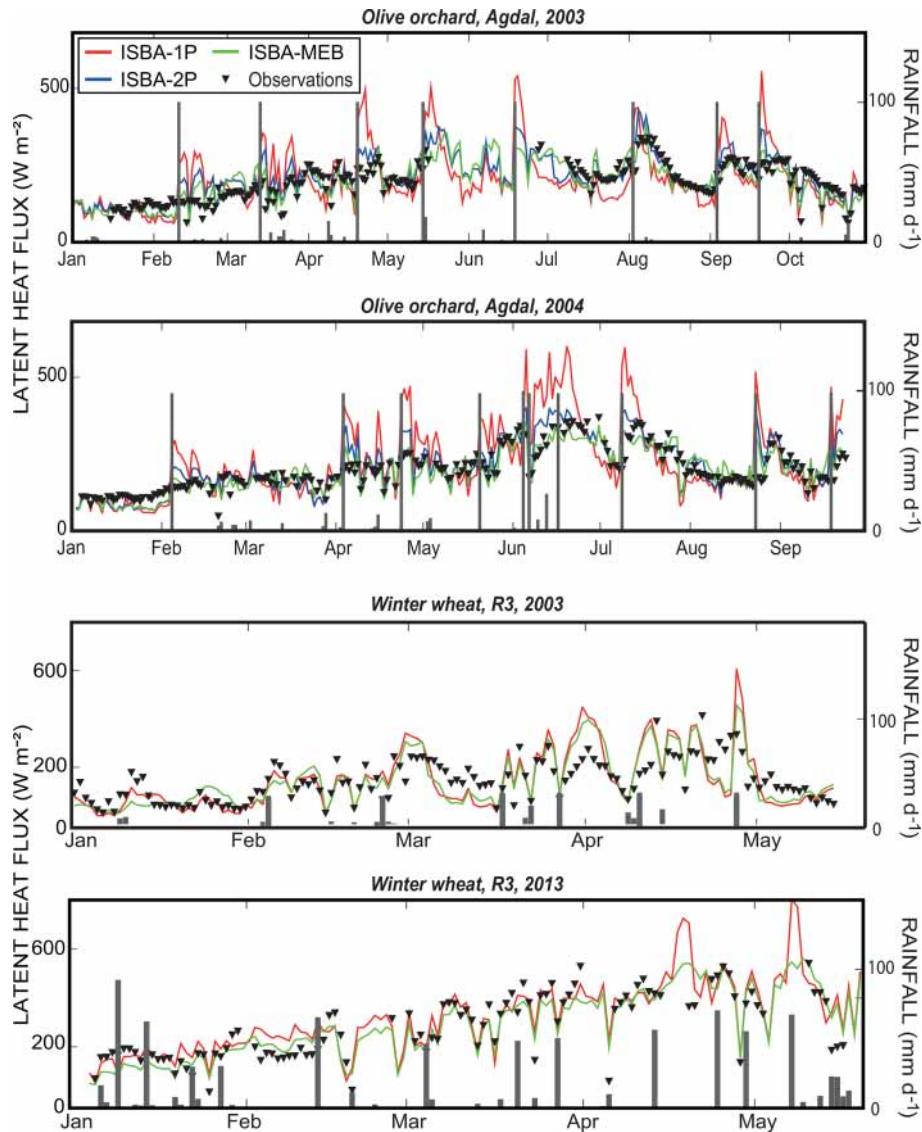 Olive orchard, Agdal, 2003
ISBA-1P ISBA-MEB
ISBA-2P Observations
500
0
100
0
Jan Feb Mar Apr May Jun Jul Aug Sep Oct
LATENT HEAT FLUX (W m⁻²)
RAINFALL (mm d⁻¹)
Olive orchard, Agdal, 2004
500
0
100
0
Jan Feb Mar Apr May Jun Jul Aug Sep
RAINFALL (mm d⁻¹)
Winter wheat, R3, 2003
600
200
0
100
0
Jan Feb Mar Apr May
LATENT HEAT FLUX (W m⁻²)
RAINFALL (mm d⁻¹)
Winter wheat, R3, 2013
600
200
0
100
0
Jan Feb Mar Apr May
RAINFALL (mm d⁻¹)